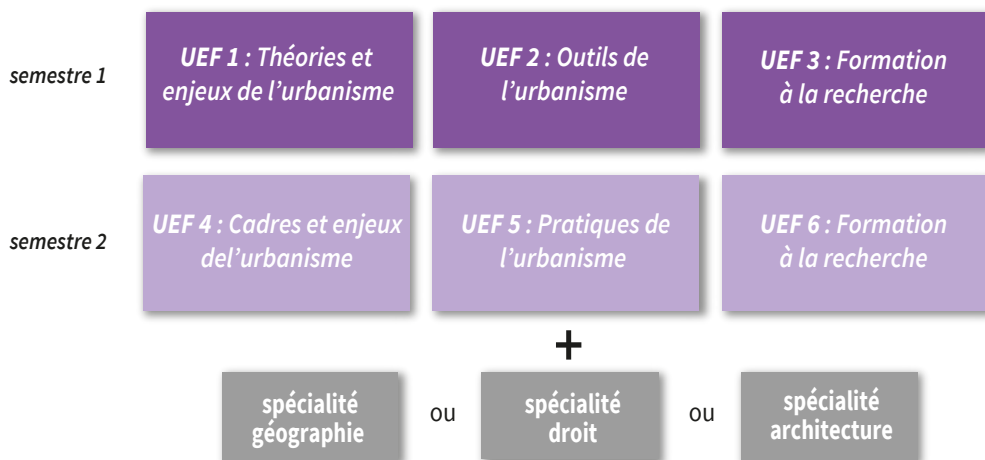 UEF 1 : Théories et
enjeux de l'urbanisme
UEF 2 : Outils de
l'urbanisme
UEF 3 : Formation
à la recherche
semestre 1
UEF 4 : Cadres et enjeux
del'urbanisme
UEF 5 : Pratiques de
l'urbanisme
UEF 6 : Formation
à la recherche
semestre 2
+
spécialité
géographie
ou
spécialité
droit
ou
spécialité
architecture